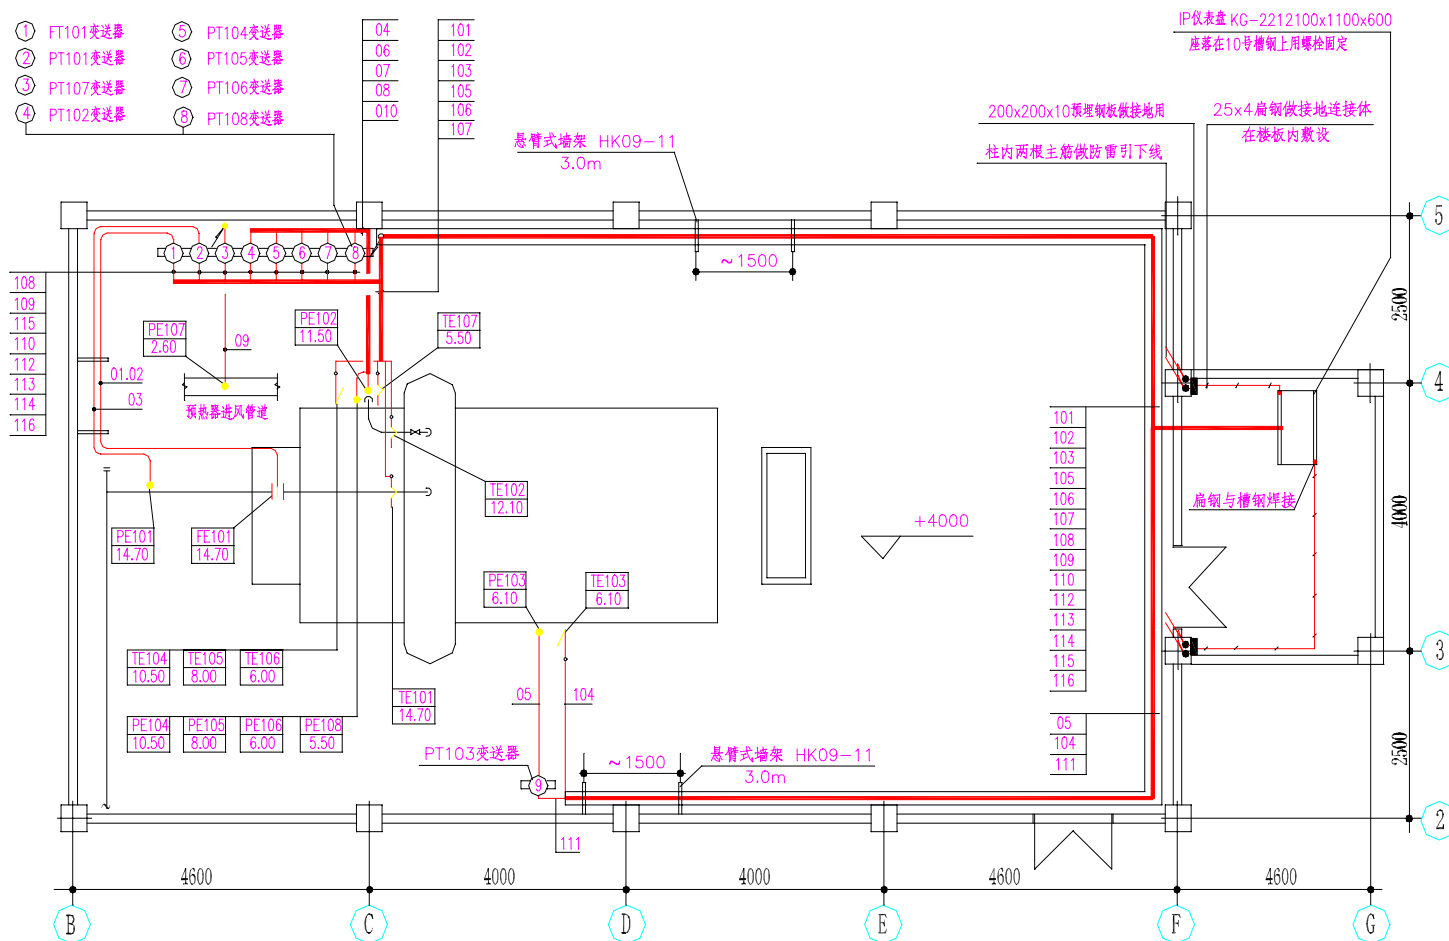 1 FT101变送器
2 PT101变送器
3 PT107变送器
4 PT102变送器
5 PT104变送器
6 PT105变送器
7 PT106变送器
8 PT108变送器
04
06
07
08
010
101
102
103
105
106
107
悬臂式墙架 HK09-11
3.0m
IP仪表盘 KG-2212100x1100x600
座落在10号槽钢上用螺栓固定
200x200x10预埋钢板做接地用
25x4扁钢做接地连接体
在楼板内敷设
柱内两根主筋做防雷引下线
1
2
3
4
5
6
7
8
~1500
108
109
115
110
112
113
114
116
PE107
2.60
09
01.02
03
预热器进风管道
PE102
11.50
TE107
5.50
TE102
12.10
PE101
14.70
FE101
14.70
+4000
PE103
6.10
TE103
6.10
101
102
103
105
106
107
108
109
110
112
113
114
115
116
扁钢与槽钢焊接
TE104
10.50
TE105
8.00
TE106
6.00
TE101
14.70
PE104
10.50
PE105
8.00
PE106
6.00
PE108
5.50
05
104
05
104
111
PT103变送器
9
~1500
悬臂式墙架 HK09-11
3.0m
111
5
2500
4
4000
3
2500
2
4600
4000
4000
4600
4600
B
C
D
E
F
G